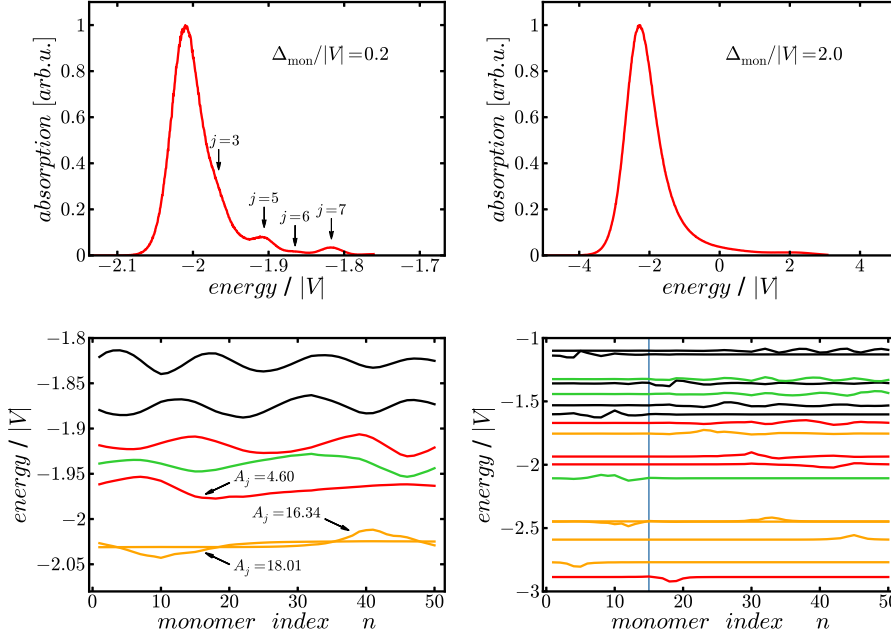 1
0.8
0.6
0.4
0.2
0
absorption [arb.u.]
Δmon/|V|=0.2
j=3
j=5
j=6
j=7
−2.1 −2 −1.9 −1.8 −1.7
energy / |V|
1
0.8
0.6
0.4
0.2
0
absorption [arb.u.]
Δmon/|V|=2.0
−4 −2 0 2 4
energy / |V|
−1.8
−1.85
−1.9
−1.95
−2
−2.05
energy / |V|
Aj=4.60
Aj=16.34
Aj=18.01
0 10 20 30 40 50
monomer index n
−1
−1.5
−2
−2.5
−3
energy / |V|
0 10 20 30 40 50
monomer index n